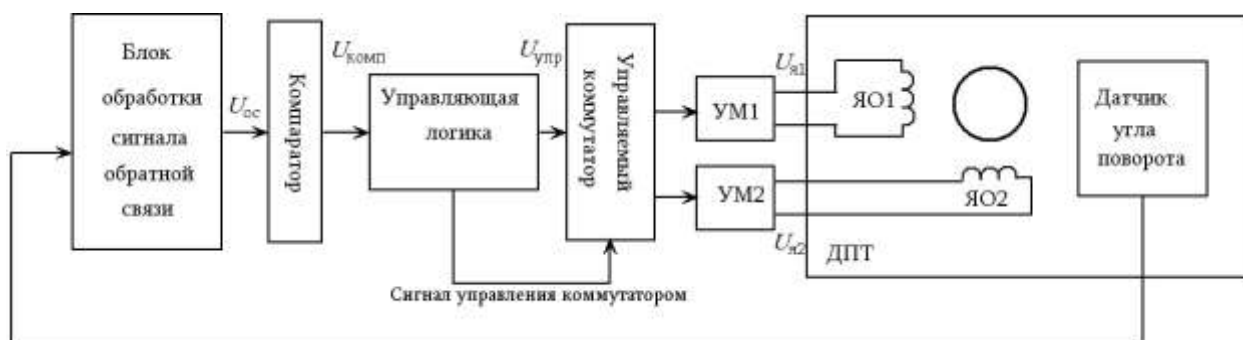 Блок
обработки
сигнала
обратной
связи
Uос
Компаратор
Uкомп
Управляющая
логика
Uупр
Управляемый
коммутатор
УМ1
УМ2
Uя1
Uя2
ЯО1
ЯО2
ДПТ
Датчик
угла
поворота
Сигнал управления коммутатором